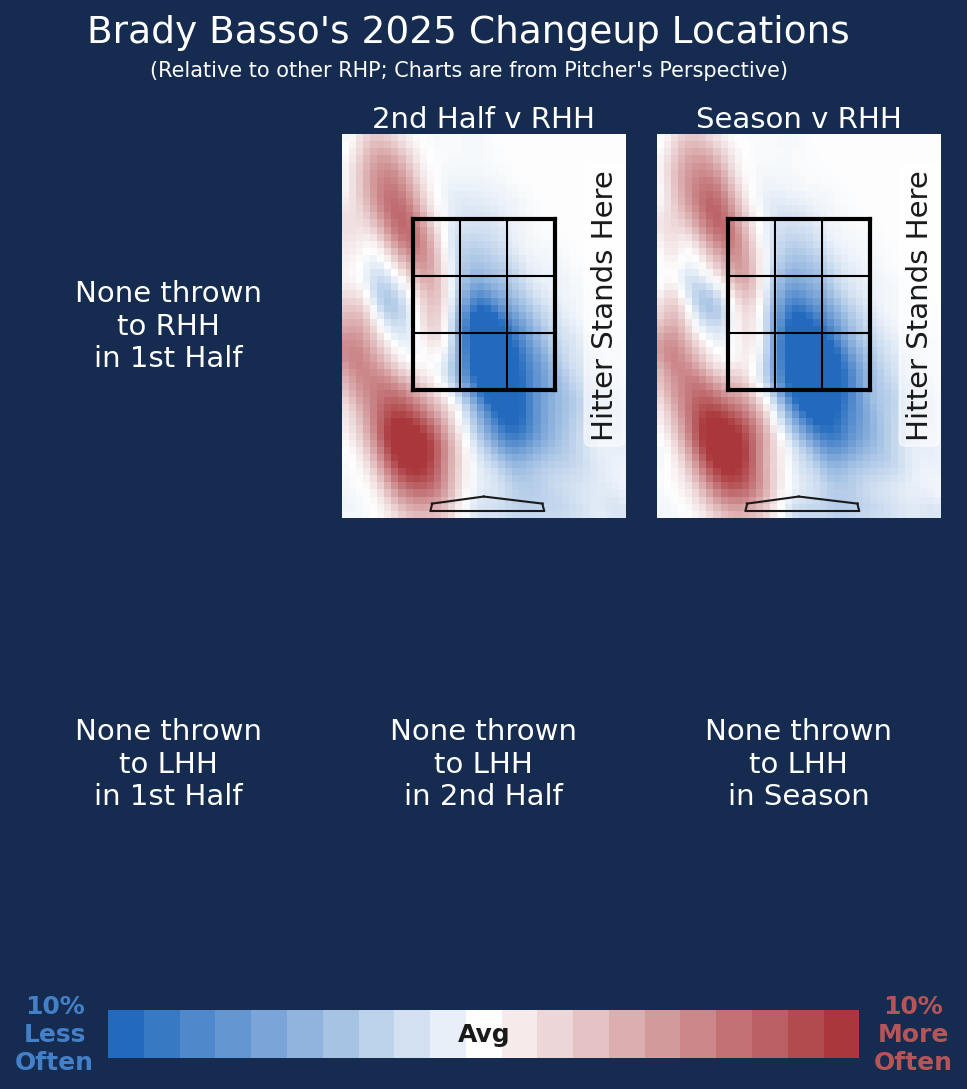 Brady Basso's 2025 Changeup Locations
(Relative to other RHP; Charts are from Pitcher's Perspective)
2nd Half v RHH
Season v RHH
None thrown
to RHH
in 1st Half
Hitter Stands Here
Hitter Stands Here
None thrown
to LHH
in 1st Half
None thrown
to LHH
in 2nd Half
None thrown
to LHH
in Season
10%
Less
Often
Avg
10%
More
Often